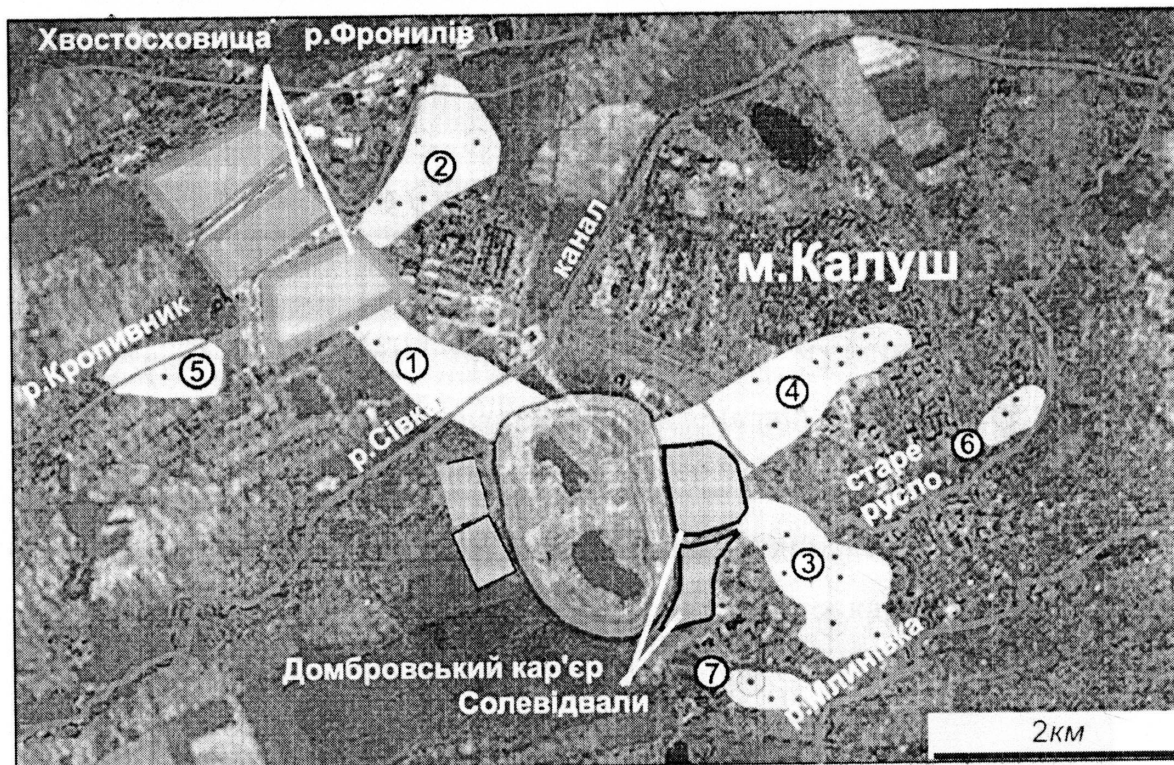 Хвостосховища
р.Фронилів
②
канал
м.Калуш
р.Кропивник
⑤
①
р.Сівка
④
⑥
старе
русло
③
Домбровський кар'єр
Солевідвали
⑦
р.Млинівка
2км